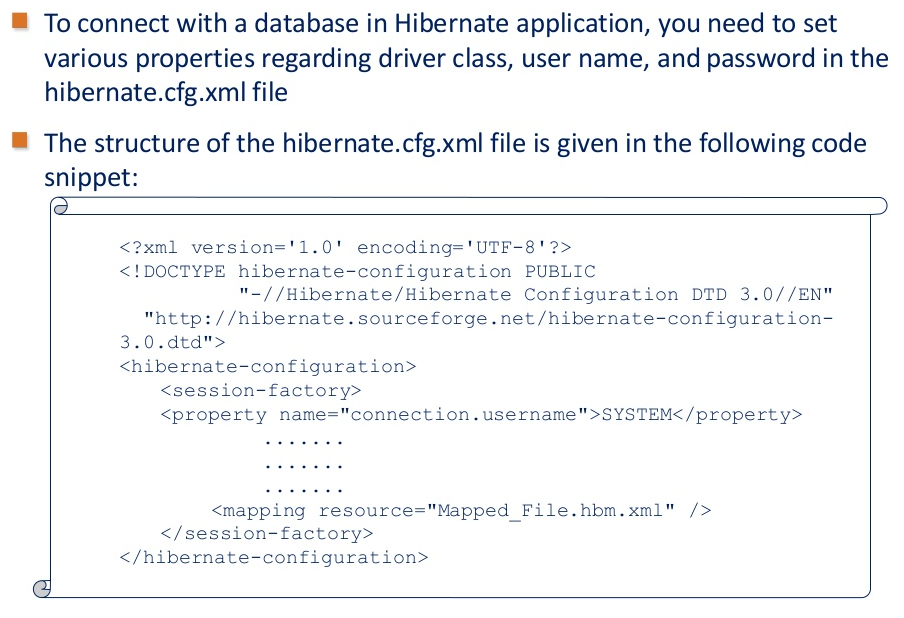 To connect with a database in Hibernate application, you need to set
various properties regarding driver class, user name, and password in the
hibernate.cfg.xml file
The structure of the hibernate.cfg.xml file is given in the following code
snippet:
<?xml version='1.0' encoding='UTF-8'?>
<!DOCTYPE hibernate-configuration PUBLIC
"-//Hibernate/Hibernate Configuration DTD 3.0//EN"
"http://hibernate.sourceforge.net/hibernate-configuration-
3.0.dtd">
<hibernate-configuration>
<session-factory>
<property name="connection.username">SYSTEM</property>
.......
.......
.......
<mapping resource="Mapped_File.hbm.xml" />
</session-factory>
</hibernate-configuration>